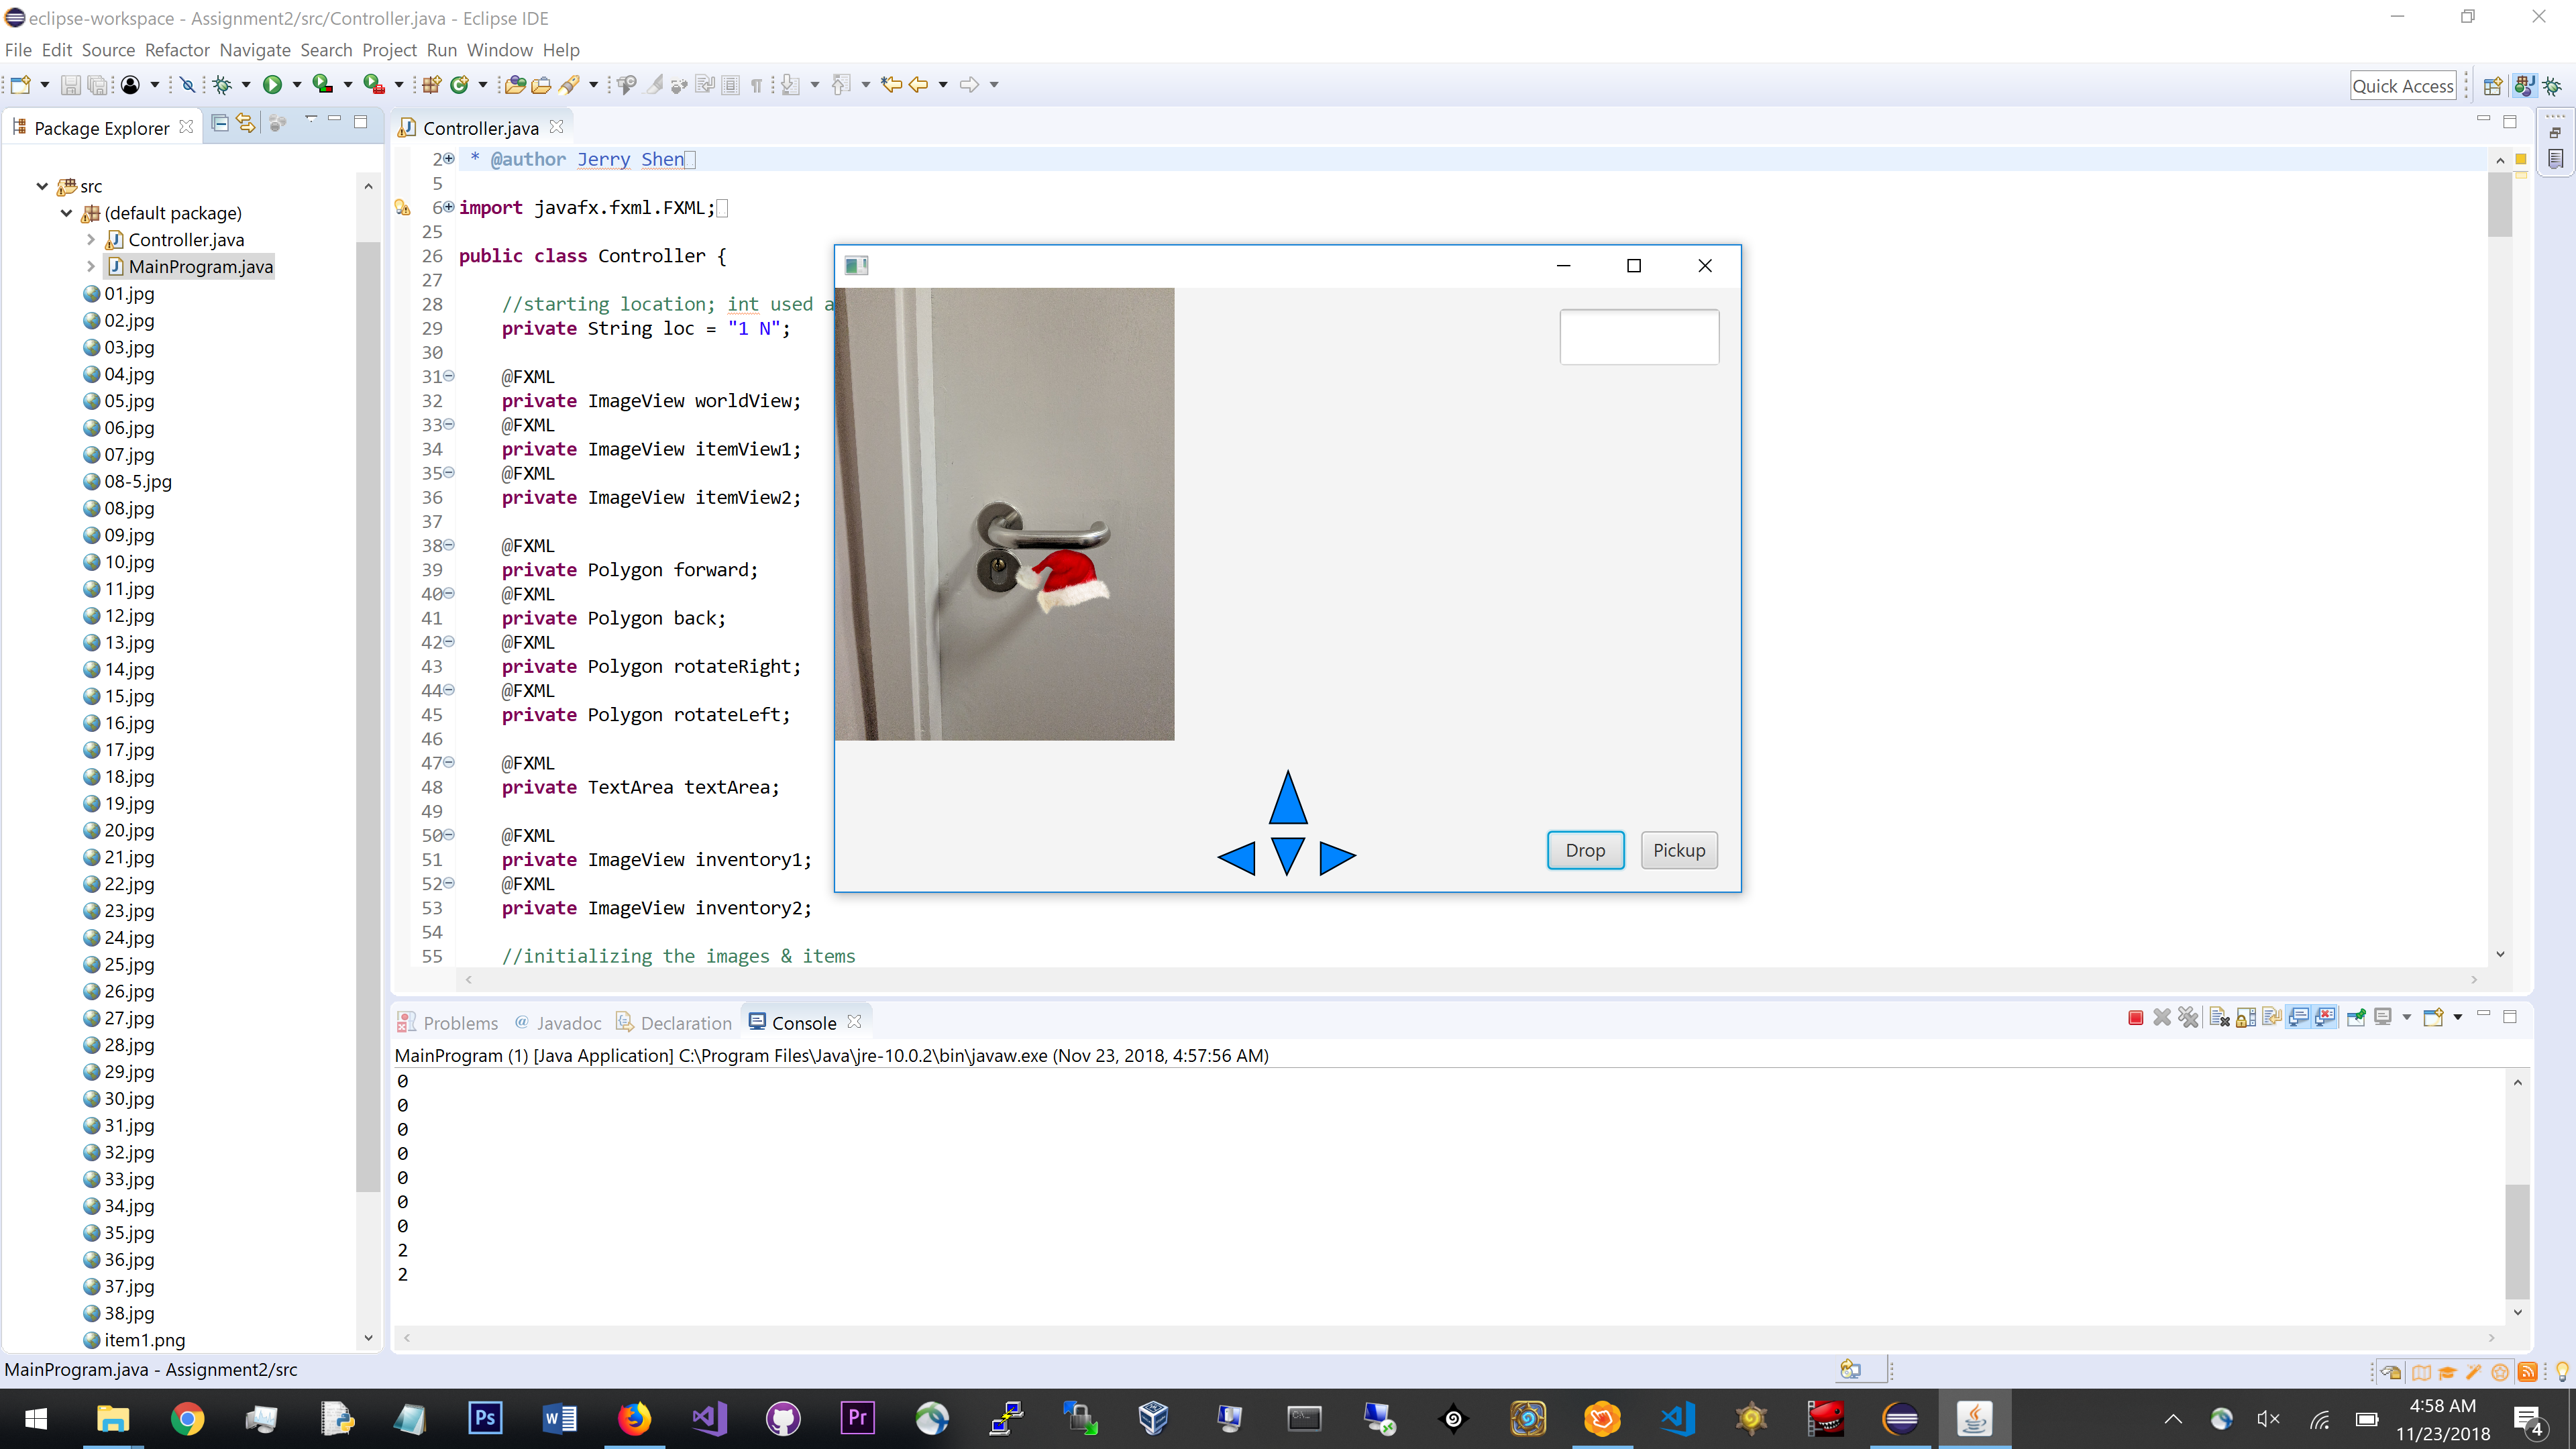 eclipse-workspace - Assignment2/src/Controller.java - Eclipse IDE
File Edit Source Refactor Navigate Search Project Run Window Help
Quick Access
Package Explorer
Controller.java
src
(default package)
Controller.java
MainProgram.java
01.jpg
02.jpg
03.jpg
04.jpg
05.jpg
06.jpg
07.jpg
08-5.jpg
08.jpg
09.jpg
10.jpg
11.jpg
12.jpg
13.jpg
14.jpg
15.jpg
16.jpg
17.jpg
18.jpg
19.jpg
20.jpg
21.jpg
22.jpg
23.jpg
24.jpg
25.jpg
26.jpg
27.jpg
28.jpg
29.jpg
30.jpg
31.jpg
32.jpg
33.jpg
34.jpg
35.jpg
36.jpg
37.jpg
38.jpg
item1.png
2 * @author Jerry Shen
5
6 import javafx.fxml.FXML;
25
26 public class Controller {
27
28 //starting location; int used a
29 private String loc = "1 N";
30
31 @FXML
32 private ImageView worldView;
33 @FXML
34 private ImageView itemView1;
35 @FXML
36 private ImageView itemView2;
37
38 @FXML
39 private Polygon forward;
40 @FXML
41 private Polygon back;
42 @FXML
43 private Polygon rotateRight;
44 @FXML
45 private Polygon rotateLeft;
46
47 @FXML
48 private TextArea textArea;
49
50 @FXML
51 private ImageView inventory1;
52 @FXML
53 private ImageView inventory2;
54
55 //initializing the images & items
Drop Pickup
Problems @ Javadoc Declaration Console
MainProgram (1) [Java Application] C:\Program Files\Java\jre-10.0.2\bin\javaw.exe (Nov 23, 2018, 4:57:56 AM)
0
0
0
0
0
0
0
2
2
MainProgram.java - Assignment2/src
Ps
Pr
4:58 AM
11/23/2018
4